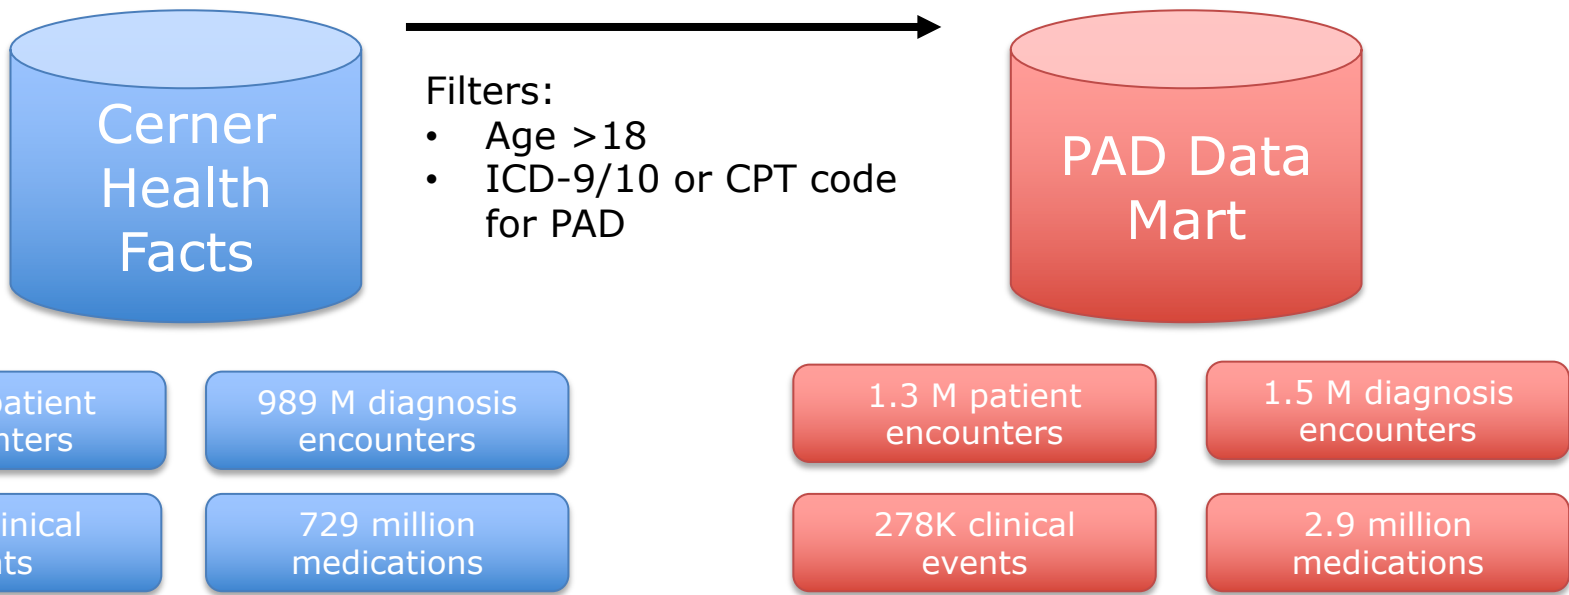 Cerner
Health
Facts
Filters:
• Age >18
• ICD-9/10 or CPT code
for PAD
PAD Data
Mart
989 M diagnosis
encounters
729 million
medications
1.3 M patient
encounters
1.5 M diagnosis
encounters
278K clinical
events
2.9 million
medications